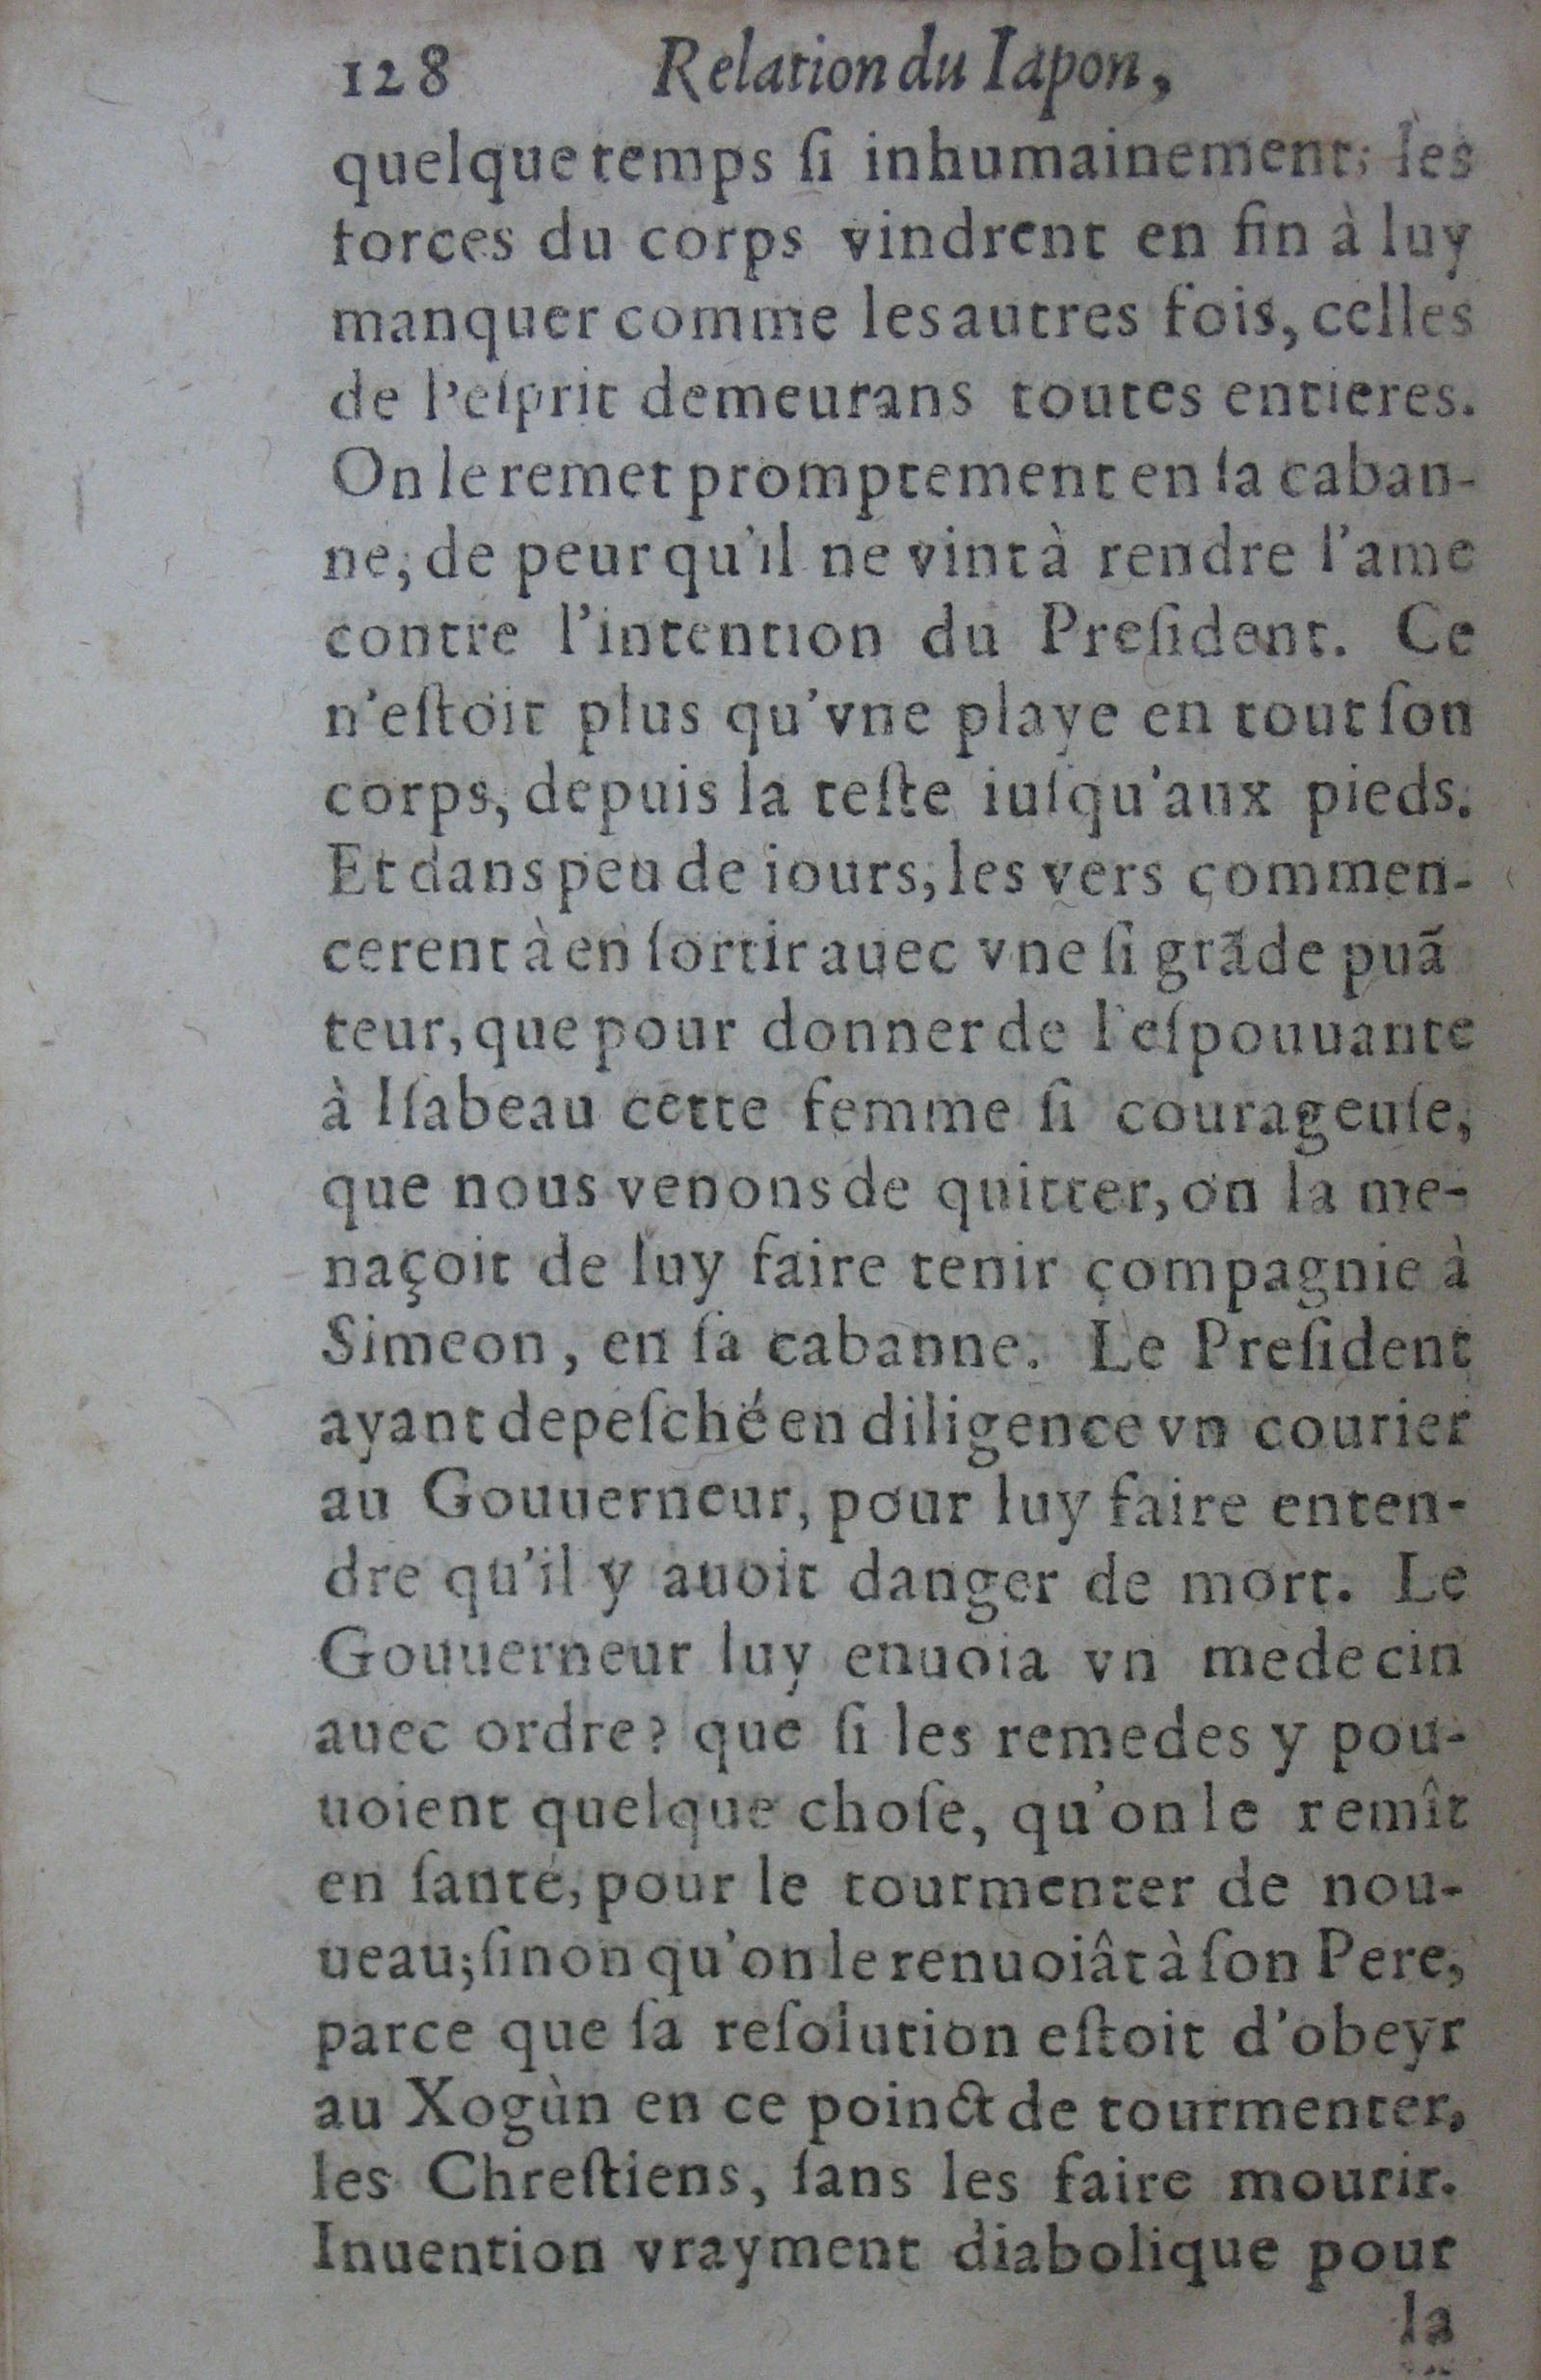 128 Relation du Iapon,
quelque temps ſi inhumainement; les
forces du corps vindrent en fin à luy
manquer comme les autres fois, celles
de l'eſprit demeurans toutes entieres.
On le remet promptement en ſa caban-
ne, de peur qu'il ne vint à rendre l'ame
contre l'intention du Preſident. Ce
n'eſtoit plus qu'vne playe en tout ſon
corps, depuis la teſte iuſqu'aux pieds.
Et dans peu de iours, les vers commen-
cerent à en ſortir auec vne ſi grãde puã
teur, que pour donner de l'eſpouuante
à Iſabeau cette femme ſi courageuſe,
que nous venons de quitter, on la me-
naçoit de luy faire tenir compagnie à
Simeon, en ſa cabanne. Le Preſident
ayant depeſché en diligence vn courier
au Gouuerneur, pour luy faire enten-
dre qu'il y auoit danger de mort. Le
Gouuerneur luy enuoia vn medecin
auec ordre? que ſi les remedes y pou-
uoient quelque choſe, qu'on le remît
en ſanté, pour le tourmenter de nou-
ueau; ſinon qu'on le renuoiât à ſon Pere,
parce que ſa reſolution eſtoit d'obeyr
au Xogùn en ce poinct de tourmenter,
les Chreſtiens, ſans les faire mourir.
Inuention vrayment diabolique pour
la